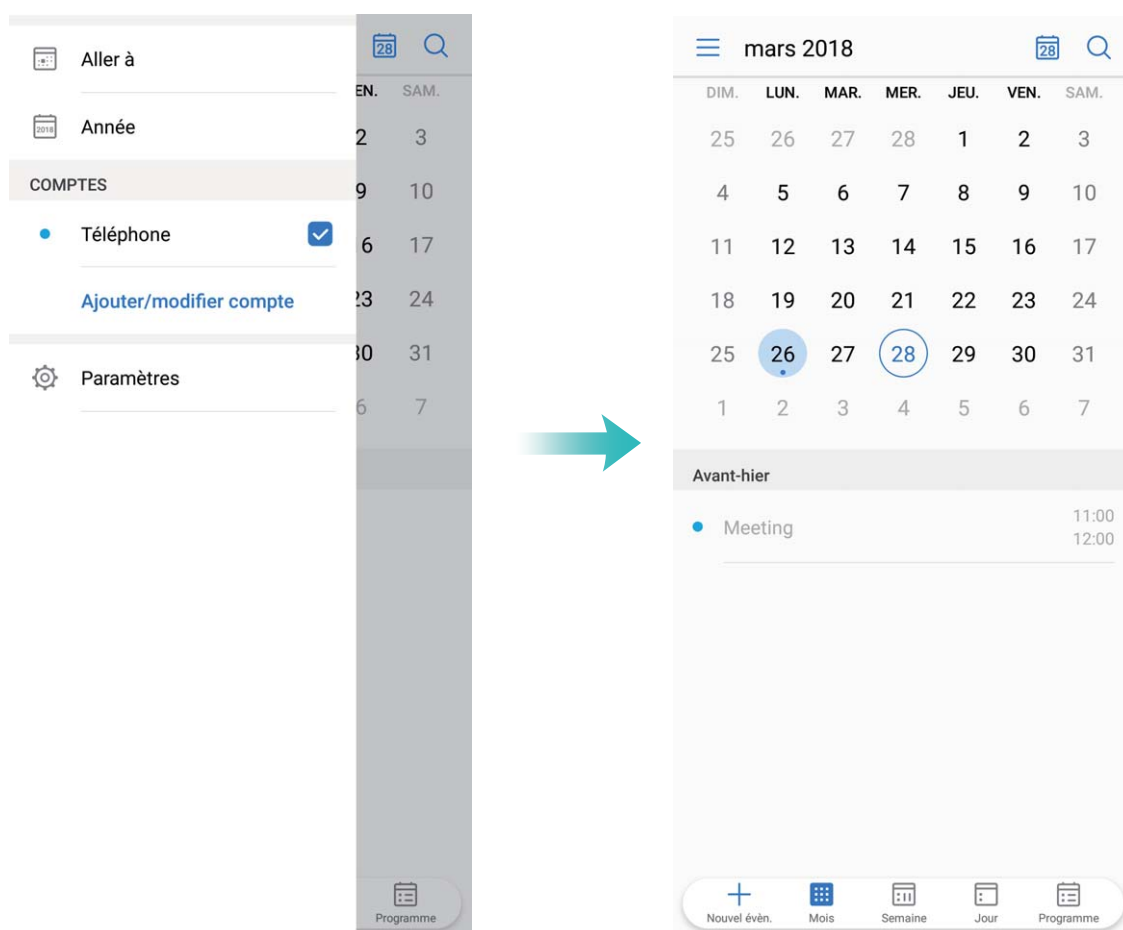 Aller à
2018
Année
COMPTES
Téléphone
Ajouter/modifier compte
Paramètres
28
EN. SAM.
2 3
9 10
6 17
23 24
30 31
6 7
Programme
mars 2018 28
DIM. LUN. MAR. MER. JEU. VEN. SAM.
25 26 27 28 1 2 3
4 5 6 7 8 9 10
11 12 13 14 15 16 17
18 19 20 21 22 23 24
25 26 27 28 29 30 31
1 2 3 4 5 6 7
Avant-hier
Meeting 11:00
12:00
Nouvel évèn. Mois Semaine Jour Programme